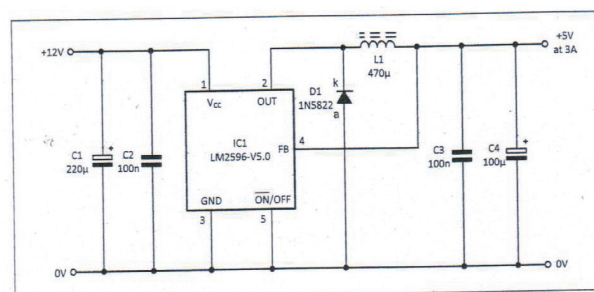 +12V
+5V
at 3A
L1
470µ
1
2
Vcc
OUT
D1
1N5822
k
a
IC1
LM2596-V5.0
FB
4
C1
220µ
+
C2
100n
C3
100n
C4
100µ
+
GND
ON/OFF
3
5
0V
0V